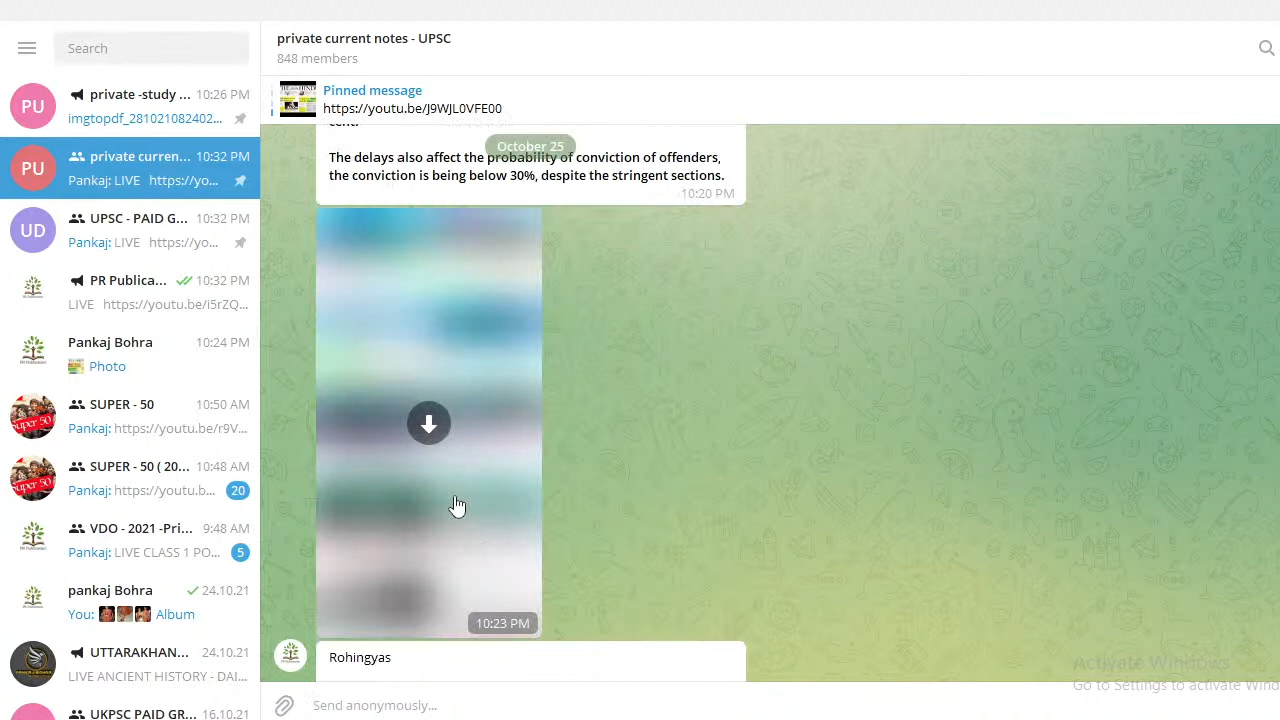 Search
PU
private -study ...
10:26 PM
imgtopdf_281021082402...
PU
private curren...
10:32 PM
Pankaj: LIVE https://yo...
UD
UPSC - PAID G...
10:32 PM
Pankaj: LIVE https://yo...
PR Publica...
10:32 PM
LIVE https://youtu.be/i5rZQ...
Pankaj Bohra
10:24 PM
Photo
SUPER - 50
10:50 AM
Pankaj: https://youtu.be/r9V...
SUPER - 50 ( 20...
10:48 AM
Pankaj: https://youtu.b...
20
VDO - 2021 -Pri...
9:48 AM
Pankaj: LIVE CLASS 1 PO...
5
pankaj Bohra
24.10.21
You: Album
UTTARAKHAN...
24.10.21
LIVE ANCIENT HISTORY - DAI...
UKPSC PAID GR...
16.10.21
private current notes - UPSC
848 members
Pinned message
https://youtu.be/J9WJL0VFE00
cent.
October 25
The delays also affect the probability of conviction of offenders,
the conviction is being below 30%, despite the stringent sections.
10:20 PM
10:23 PM
Rohingyas
Send anonymously...
Activate Windows
Go to Settings to activate Wind